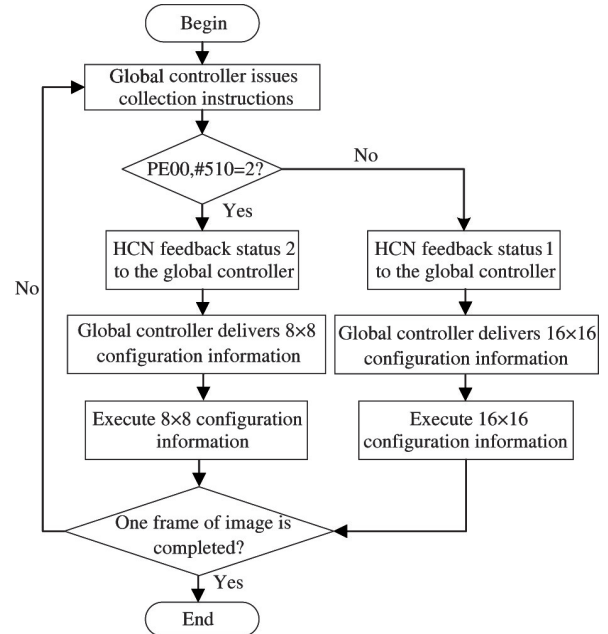 Begin
Global controller issues
collection instructions
PE00,#510=2?
No
Yes
HCN feedback status 2
to the global controller
HCN feedback status 1
to the global controller
No
Global controller delivers 8×8
configuration information
Global controller delivers 16×16
configuration information
Execute 8×8 configuration
information
Execute 16×16
configuration information
One frame of image is
completed?
Yes
End